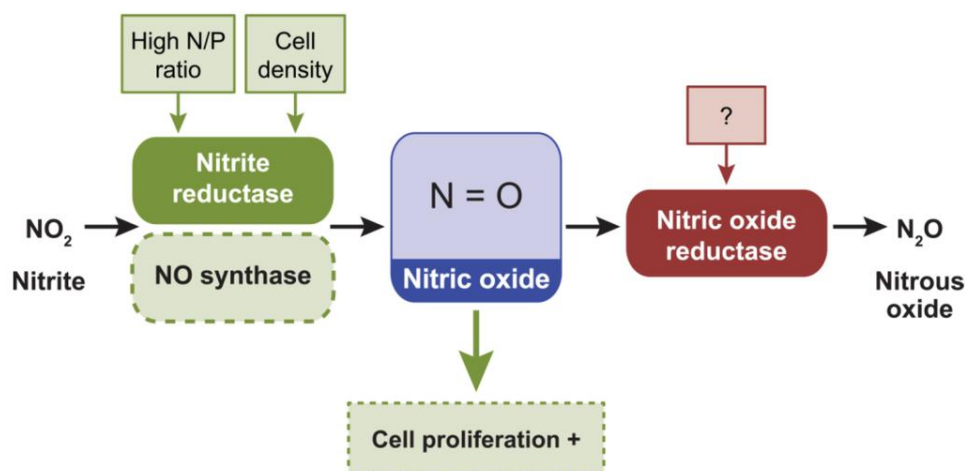 High N/P
ratio
Cell
density
?
Nitrite
reductase
N = O
Nitric oxide
reductase
NO₂
N₂O
NO synthase
Nitric oxide
Nitrite
Nitrous
oxide
Cell proliferation +